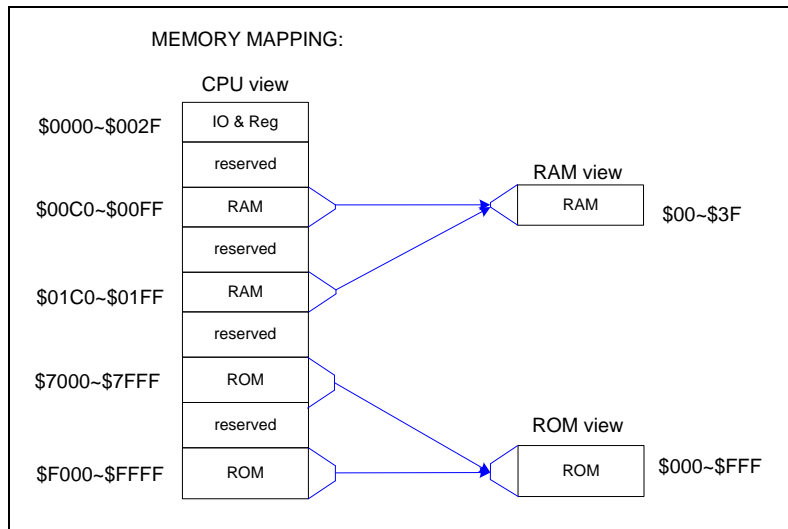 MEMORY MAPPING:
CPU view
$0000~$002F IO & Reg
reserved
RAM view
$00C0~$00FF RAM RAM $00~$3F
reserved
$01C0~$01FF RAM
reserved
$7000~$7FFF ROM
reserved
ROM view
$F000~$FFFF ROM ROM $000~$FFF